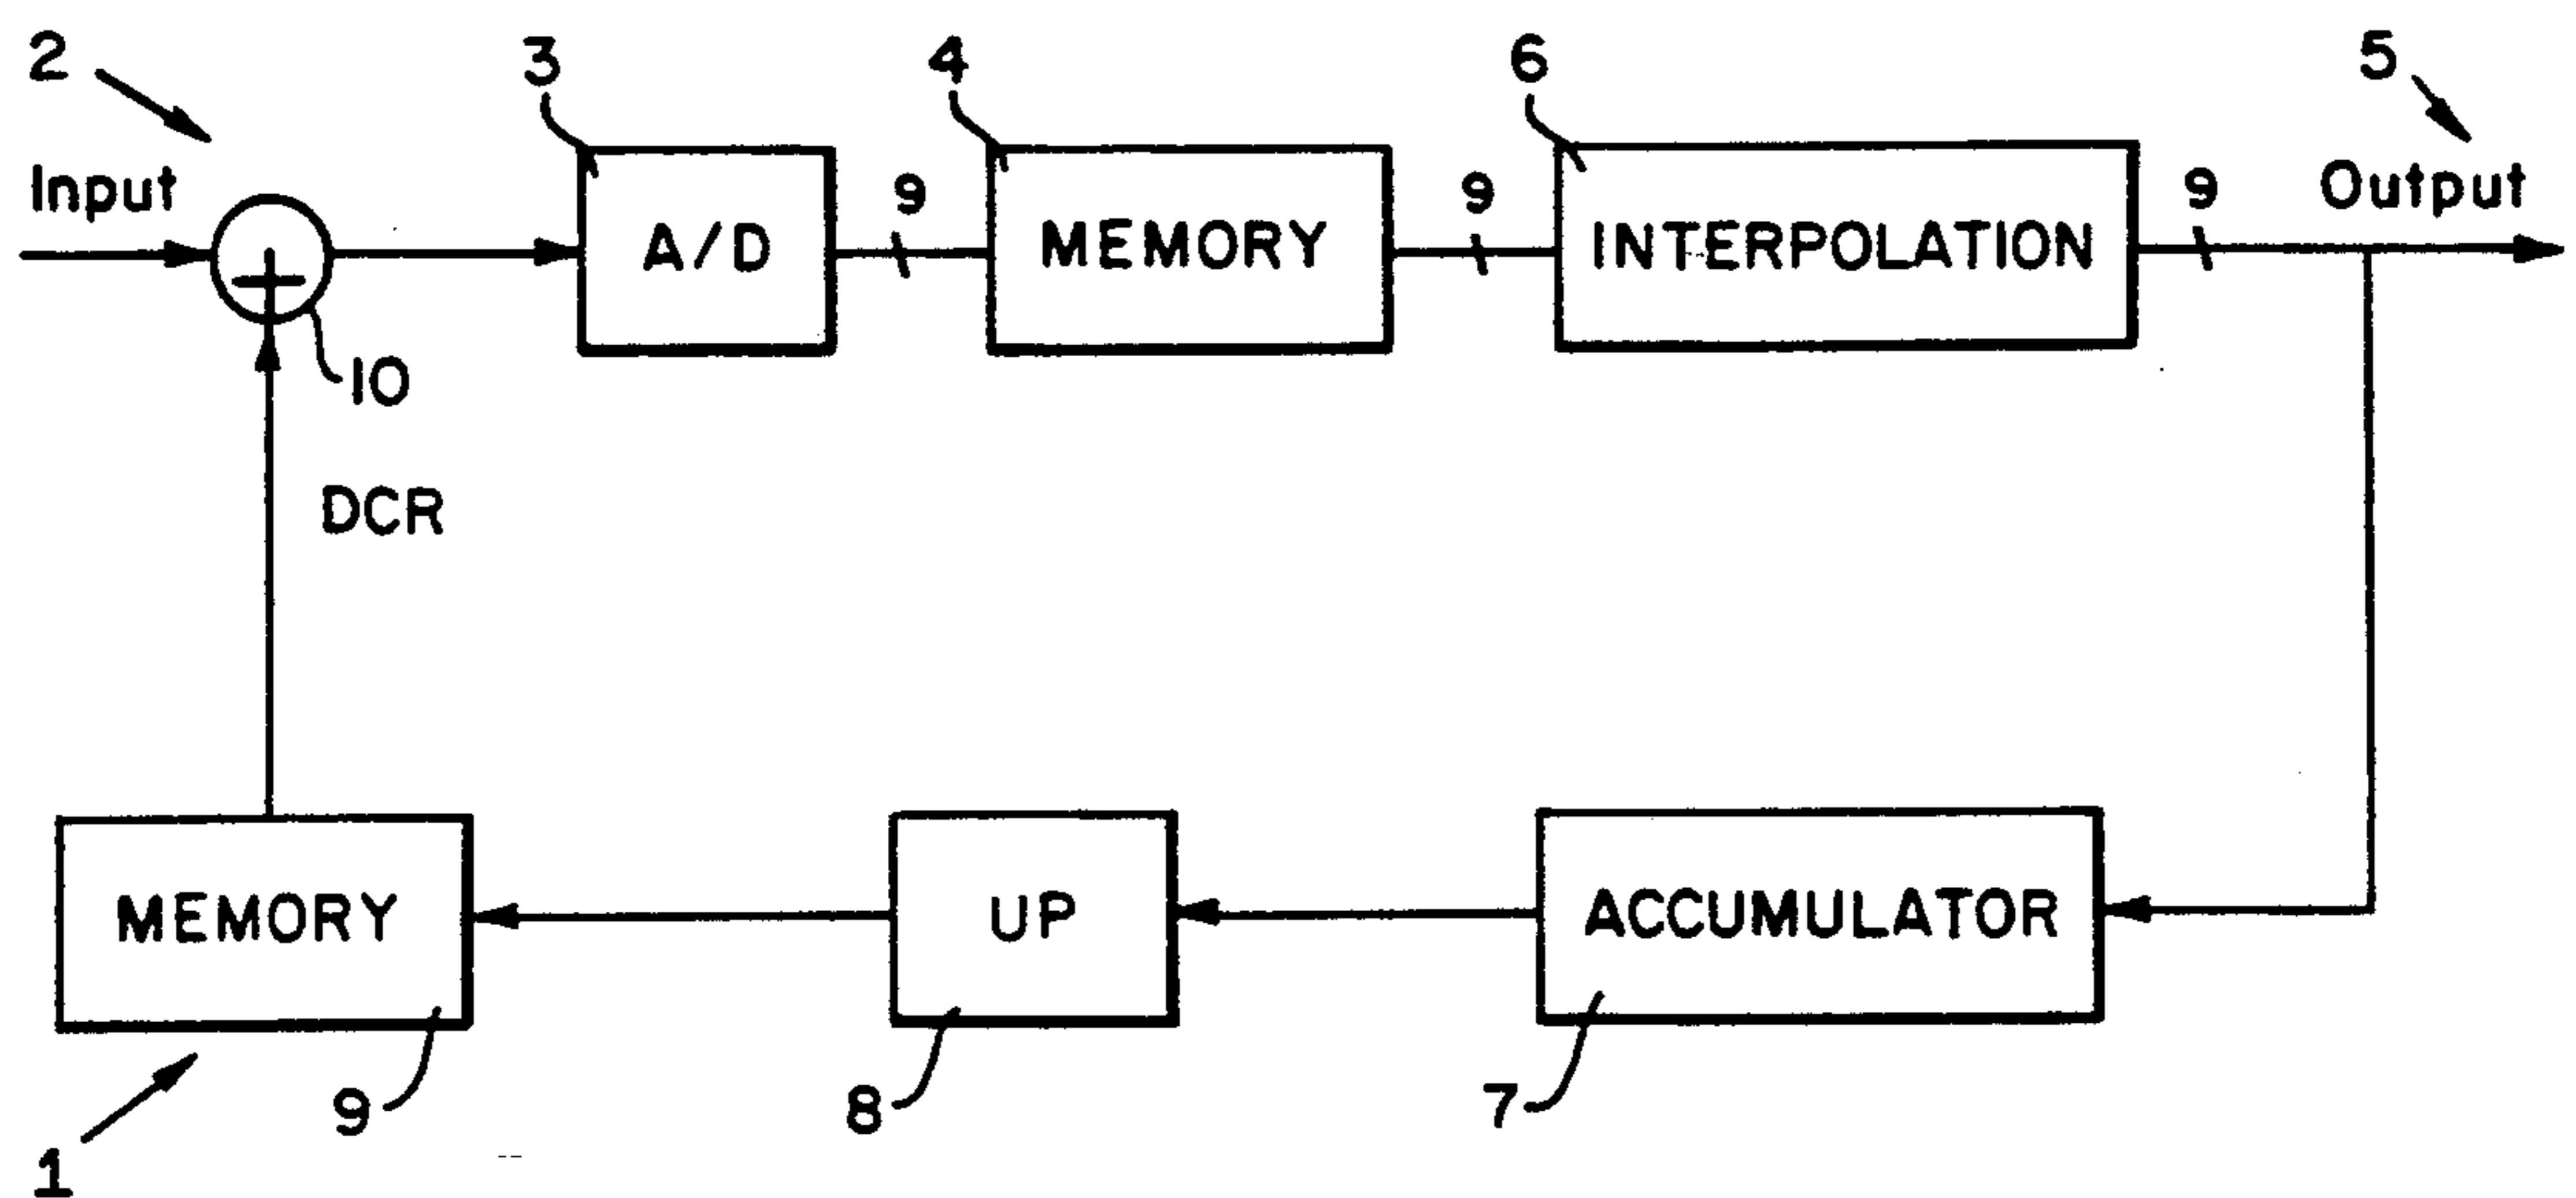 2
3
4
6
5
Input
9
9
9
Output
A/D
MEMORY
INTERPOLATION
10
DCR
MEMORY
UP
ACCUMULATOR
9
8
7
1